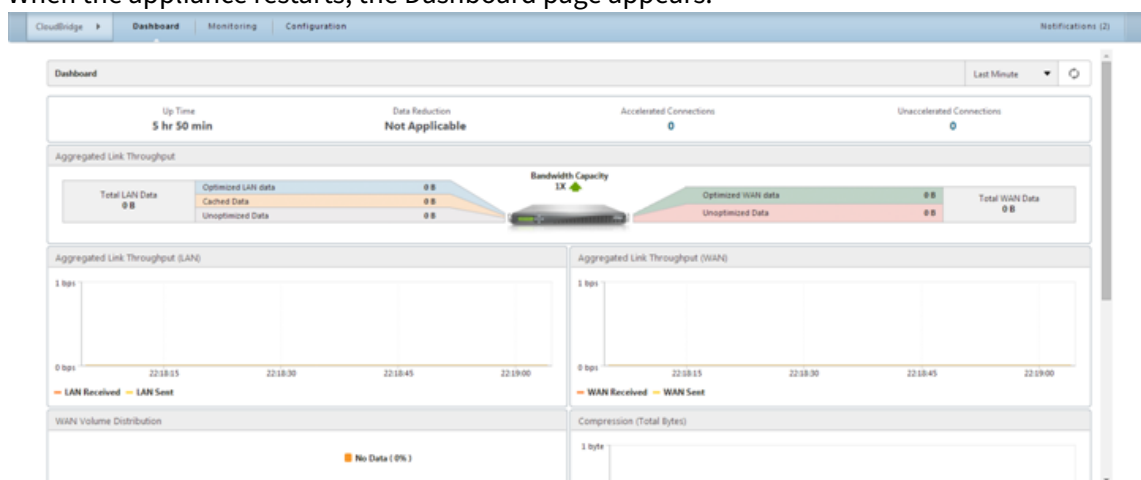 When the appliance restarts, the Dashboard page appears.
CloudBridge Dashboard Monitoring Configuration Notifications (2)
Dashboard Last Minute
Up Time Data Reduction Accelerated Connections Unaccelerated Connections
5 hr 50 min Not Applicable 0 0
Aggregated Link Throughput
Bandwidth Capacity
1X
Total LAN Data
0 B
Optimized LAN data 0 B
Cached Data 0 B
Unoptimized Data 0 B
Optimized WAN data 0 B
Unoptimized Data 0 B
Total WAN Data
0 B
Aggregated Link Throughput (LAN)
1 bps
0 bps
22:18:15 22:18:30 22:18:45 22:19:00
LAN Received LAN Sent
Aggregated Link Throughput (WAN)
1 bps
0 bps
22:18:15 22:18:30 22:18:45 22:19:00
WAN Received WAN Sent
WAN Volume Distribution
No Data ( 0% )
Compression (Total Bytes)
1 byte